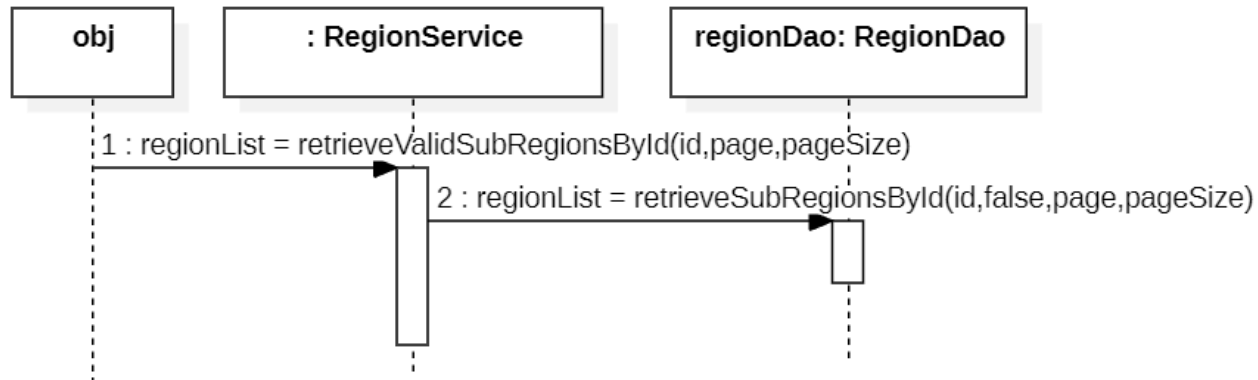 obj
: RegionService
regionDao: RegionDao
1 : regionList = retrieveValidSubRegionsById(id,page,pageSize)
2 : regionList = retrieveSubRegionsById(id,false,page,pageSize)